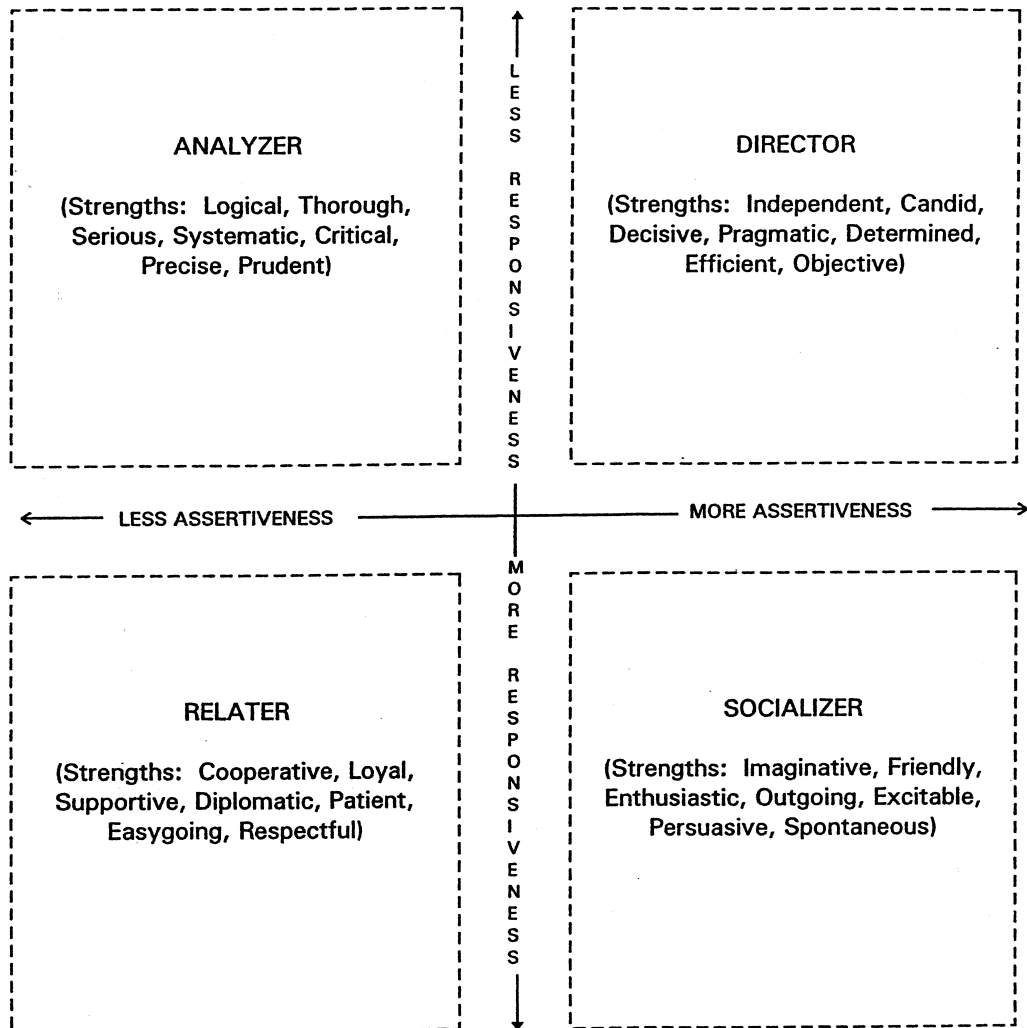 ANALYZER
(Strengths: Logical, Thorough,
Serious, Systematic, Critical,
Precise, Prudent)
LESS RESPONSIVENESS
DIRECTOR
(Strengths: Independent, Candid,
Decisive, Pragmatic, Determined,
Efficient, Objective)
LESS ASSERTIVENESS
MORE ASSERTIVENESS
RELATER
(Strengths: Cooperative, Loyal,
Supportive, Diplomatic, Patient,
Easygoing, Respectful)
MORE RESPONSIVENESS
SOCIALIZER
(Strengths: Imaginative, Friendly,
Enthusiastic, Outgoing, Excitable,
Persuasive, Spontaneous)